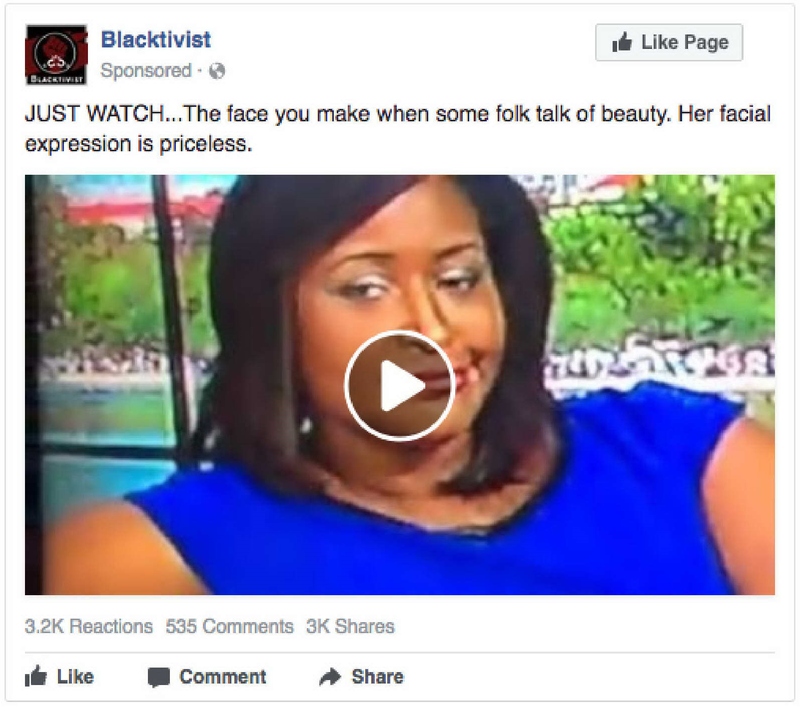 Blacktivist
Like Page
Sponsored ·
BLACKTIVIST
JUST WATCH...The face you make when some folk talk of beauty. Her facial
expression is priceless.
3.2K Reactions 535 Comments 3K Shares
Like Comment Share